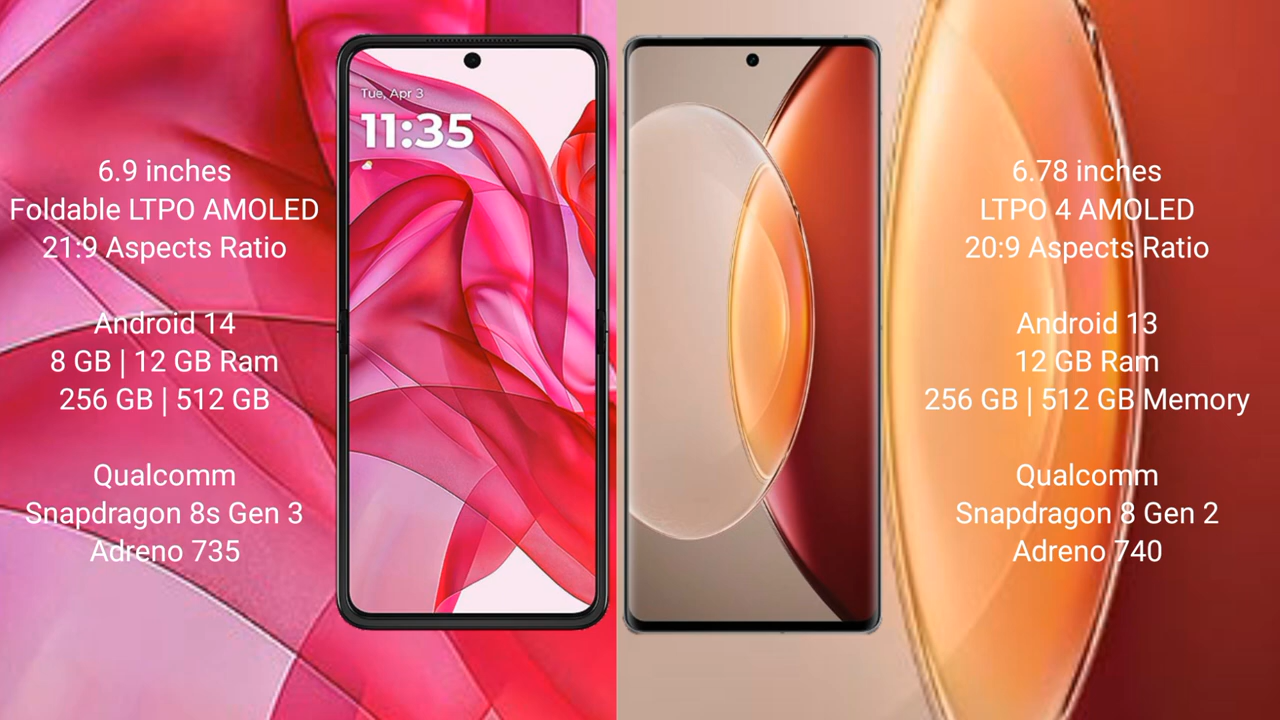 6.9 inches
Foldable LTPO AMOLED
21:9 Aspects Ratio
Android 14
8 GB | 12 GB Ram
256 GB | 512 GB
Qualcomm
Snapdragon 8s Gen 3
Adreno 735
Tue, Apr 3
11:35
6.78 inches
LTPO 4 AMOLED
20:9 Aspects Ratio
Android 13
12 GB Ram
256 GB | 512 GB Memory
Qualcomm
Snapdragon 8 Gen 2
Adreno 740